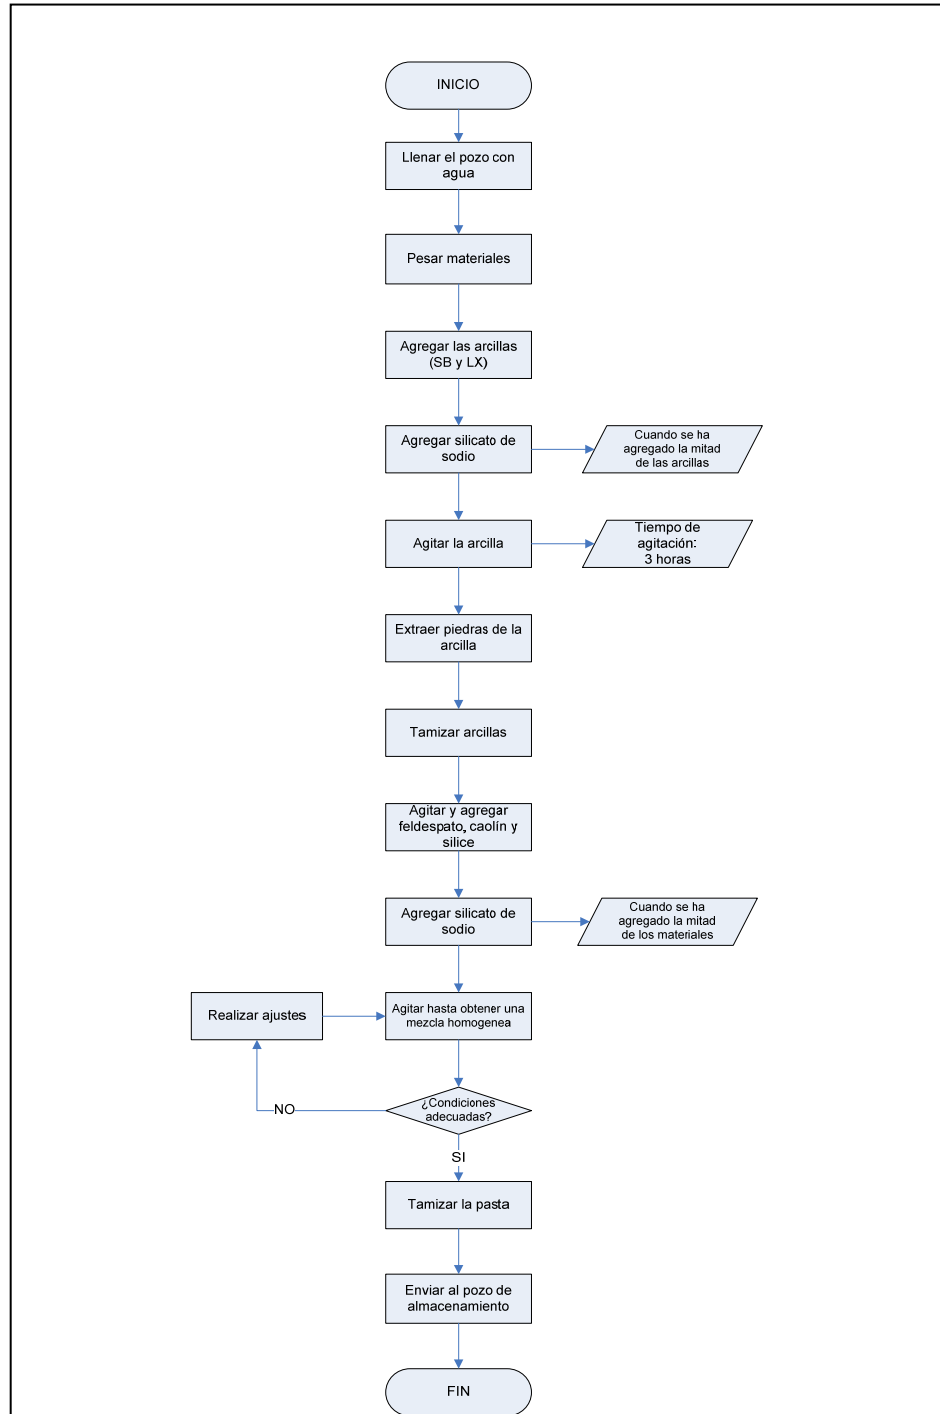 INICIO
Llenar el pozo con
agua
Pesar materiales
Agregar las arcillas
(SB y LX)
Agregar silicato de
sodio
Cuando se ha
agregado la mitad
de las arcillas
Agitar la arcilla
Tiempo de
agitación:
3 horas
Extraer piedras de la
arcilla
Tamizar arcillas
Agitar y agregar
feldespato, caolín y
silice
Agregar silicato de
sodio
Cuando se ha
agregado la mitad
de los materiales
Realizar ajustes
Agitar hasta obtener una
mezcla homogenea
¿Condiciones
adecuadas?
NO
SI
Tamizar la pasta
Enviar al pozo de
almacenamiento
FIN